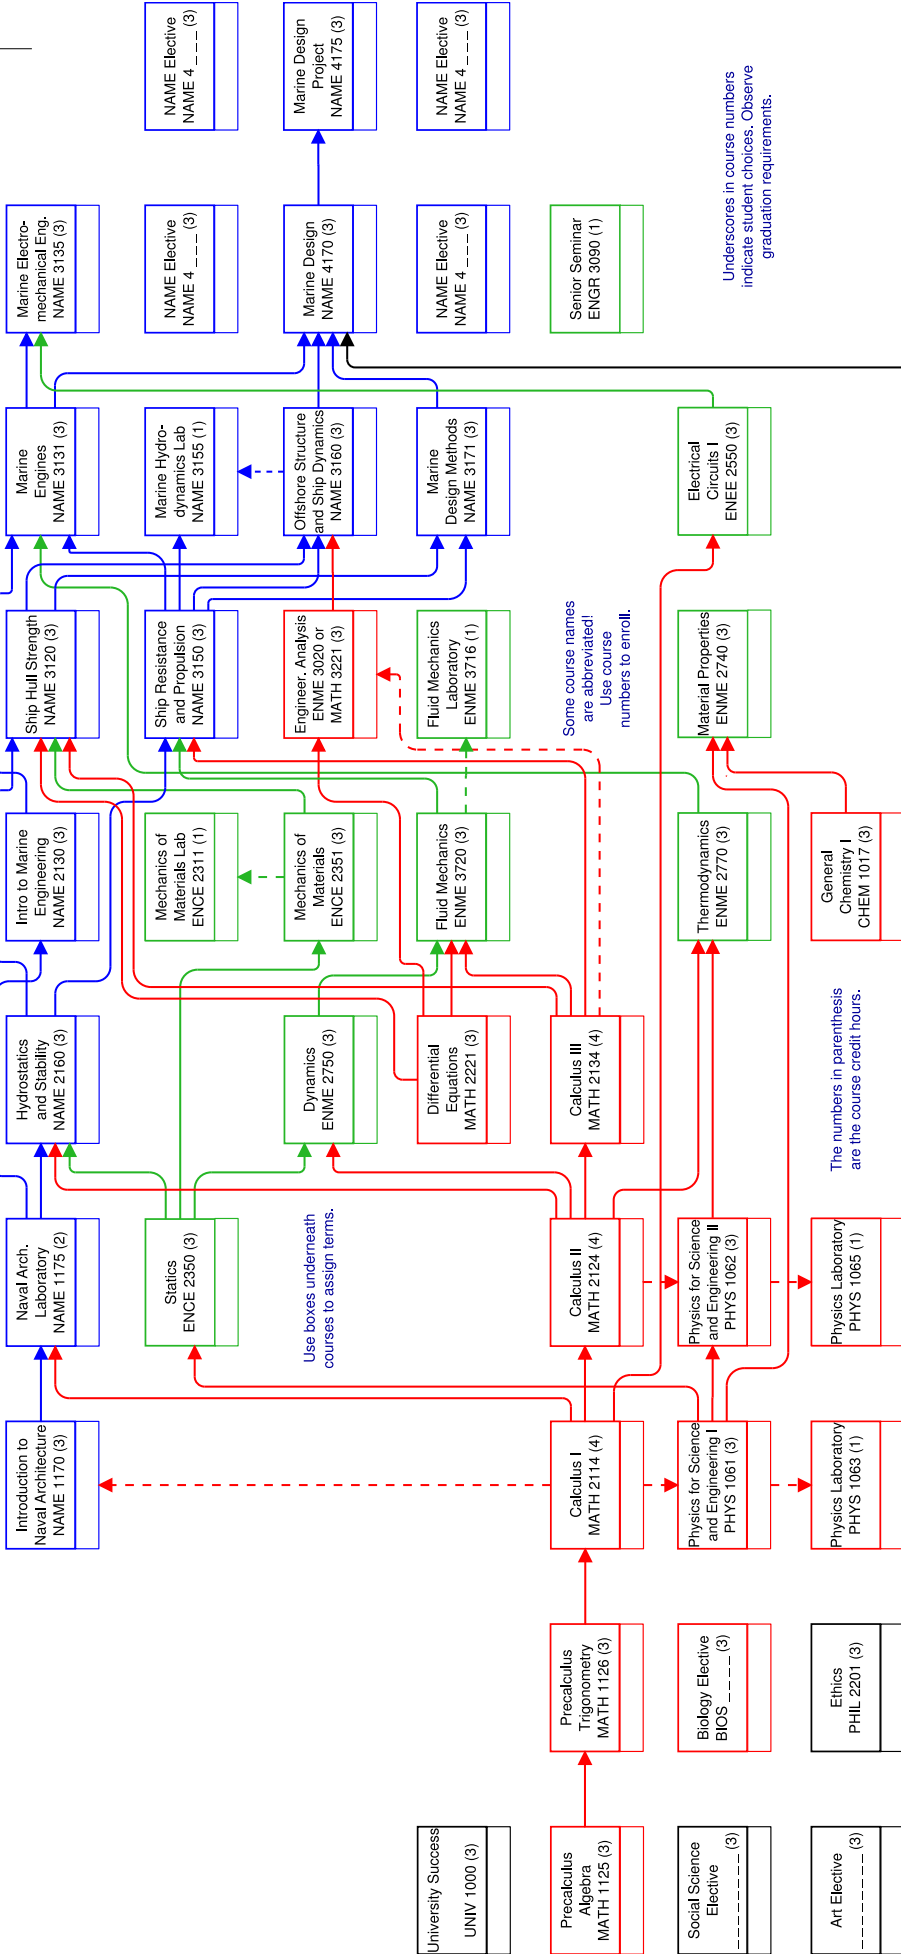 University Success
UNIV 1000 (3)
Precalculus
Algebra
MATH 1125 (3)
Social Science
Elective
_______ (3)
Art Elective
_______ (3)
Precalculus
Trigonometry
MATH 1126 (3)
Biology Elective
BIOS ____ (3)
Ethics
PHIL 2201 (3)
Introduction to
Naval Architecture
NAME 1170 (3)
Calculus I
MATH 2114 (4)
Physics for Science
and Engineering I
PHYS 1061 (3)
Physics Laboratory
PHYS 1063 (1)
Naval Arch.
Laboratory
NAME 1175 (2)
Statics
ENCE 2350 (3)
Use boxes underneath
courses to assign terms.
Calculus II
MATH 2124 (4)
Physics for Science
and Engineering II
PHYS 1062 (3)
Physics Laboratory
PHYS 1065 (1)
Hydrostatics
and Stability
NAME 2160 (3)
Dynamics
ENME 2750 (3)
Differential
Equations
MATH 2221 (3)
Calculus III
MATH 2134 (4)
The numbers in parenthesis
are the course credit hours.
Intro to Marine
Engineering
NAME 2130 (3)
Mechanics of
Materials Lab
ENCE 2311 (1)
Mechanics of
Materials
ENCE 2351 (3)
Fluid Mechanics
ENME 3720 (3)
Thermodynamics
ENME 2770 (3)
General
Chemistry I
CHEM 1017 (3)
Ship Hull Strength
NAME 3120 (3)
Ship Resistance
and Propulsion
NAME 3150 (3)
Engineer. Analysis
ENME 3020 or
MATH 3221 (3)
Fluid Mechanics
Laboratory
ENME 3716 (1)
Some course names
are abbreviated!
Use course
numbers to enroll.
Material Properties
ENME 2740 (3)
Marine
Engines
NAME 3131 (3)
Marine Hydro-
dynamics Lab
NAME 3155 (1)
Offshore Structure
and Ship Dynamics
NAME 3160 (3)
Marine
Design Methods
NAME 3171 (3)
Electrical
Circuits I
ENEE 2550 (3)
Marine Electro-
mechanical Eng.
NAME 3135 (3)
NAME Elective
NAME 4 ___ (3)
Marine Design
NAME 4170 (3)
NAME Elective
NAME 4 ___ (3)
Senior Seminar
ENGR 3090 (1)
NAME Elective
NAME 4 ___ (3)
Marine Design
Project
NAME 4175 (3)
NAME Elective
NAME 4 ___ (3)
Underscores in course numbers
indicate student choices. Observe
graduation requirements.